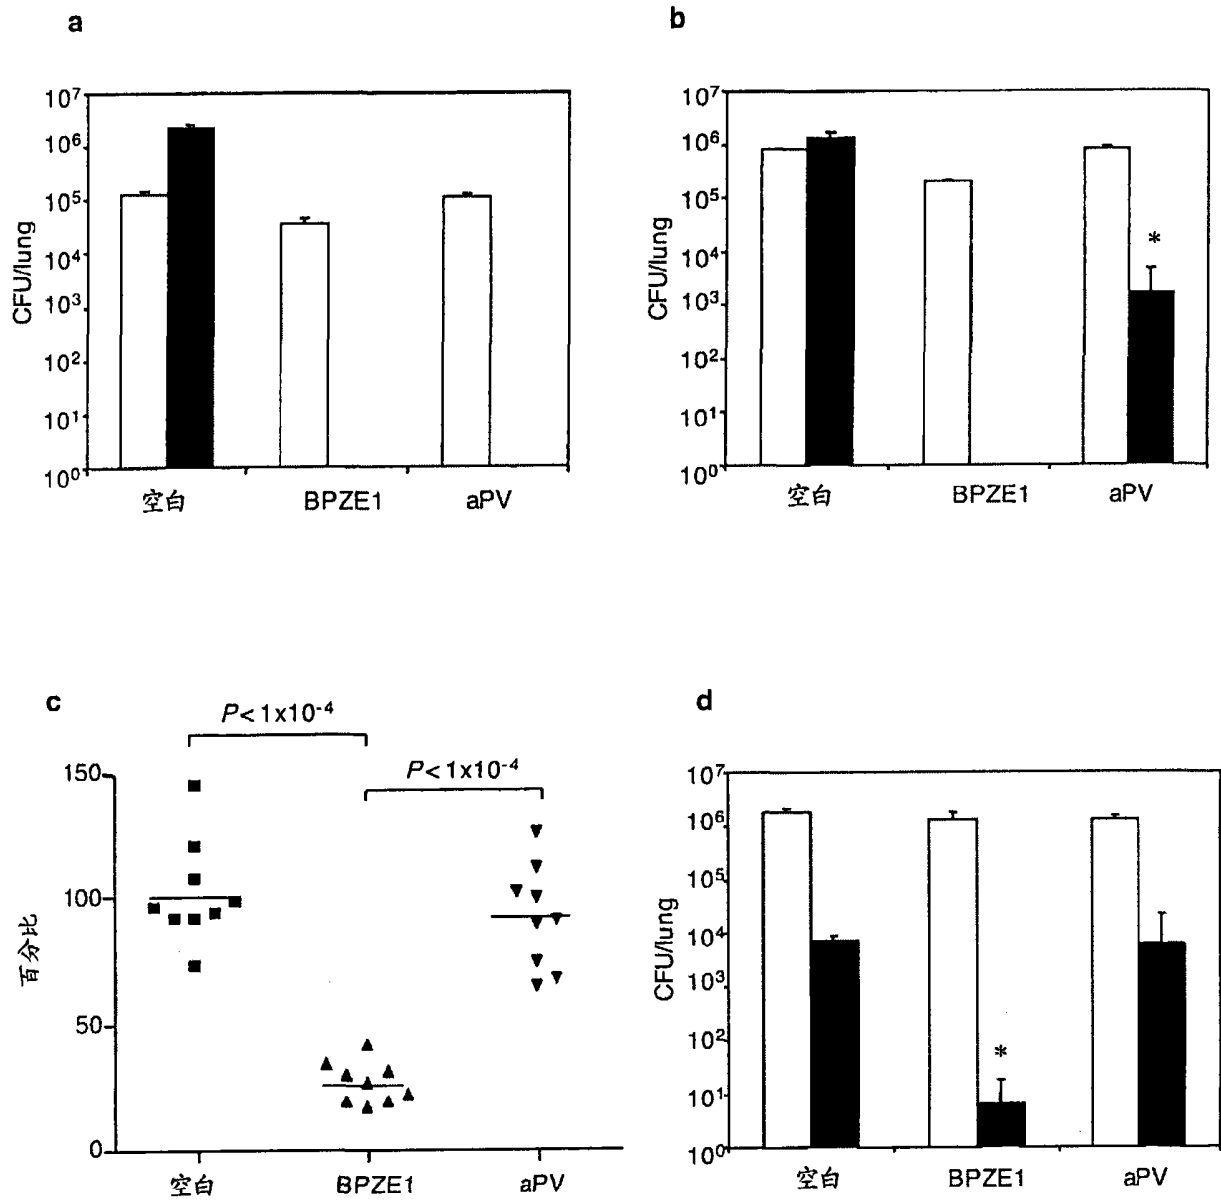 a
10⁷
10⁶
10⁵
10⁴
10³
10²
10¹
10⁰
CFU/lung
空白 BPZE1 aPV
b
10⁷
10⁶
10⁵
10⁴
10³
10²
10¹
10⁰
CFU/lung
*
空白 BPZE1 aPV
c
P<1x10⁻⁴
P<1x10⁻⁴
150
100
50
0
百分比
空白 BPZE1 aPV
d
10⁷
10⁶
10⁵
10⁴
10³
10²
10¹
10⁰
CFU/lung
*
空白 BPZE1 aPV